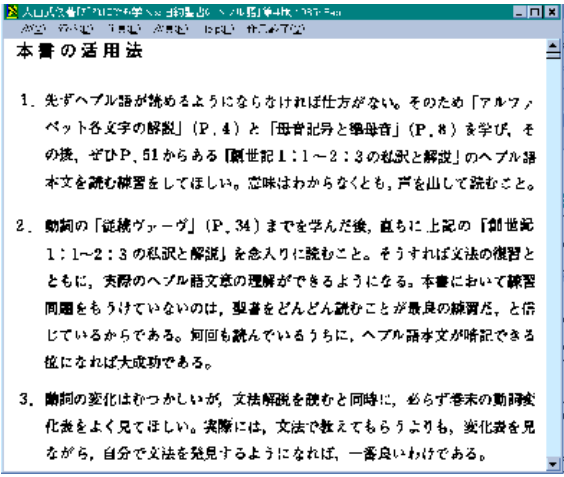 本書の活用法
1. 先ずヘブル語が読めるようにならなければ仕方がない。そのため「アルファ
ベット各文字の解説」(P.4)と「母音記号と準母音」(P.8)を学び, そ
の後, ぜひP.51からある「創世記1:1〜2:3の私訳と解説」のヘブル語
本文を読む練習をしてほしい。意味はわからなくとも, 声を出して読むこと。
2. 動詞の「従続ヴァーヴ」(P.34)までを学んだ後, 直ちに上記の「創世記
1:1〜2:3の私訳と解説」を念入りに読むこと。そうすれば文法の復習と
ともに, 実際のヘブル語文章の理解ができるようになる。本書において練習
問題をもうけていないのは, 聖書をどんどん読むことが最良の練習だ, と信
じているからである。何回も読んでいるうちに, ヘブル語本文が暗記できる
位になれば大成功である。
3. 動詞の変化はむつかしいが, 文法解説を読むと同時に, 必らず巻末の動詞変
化表をよく見てほしい。実際には, 文法で教えてもらうよりも, 変化表を見
ながら, 自分で文法を発見するようになれば, 一番良いわけである。